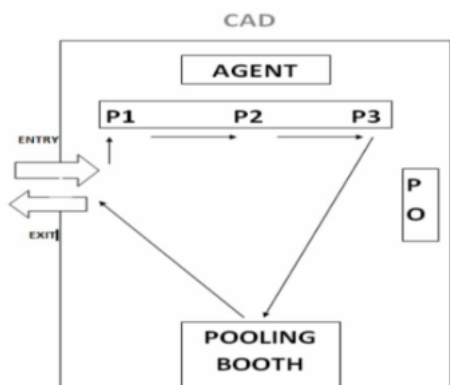 CAD
AGENT
P1 P2 P3
ENTRY
P
O
EXIT
POOLING
BOOTH